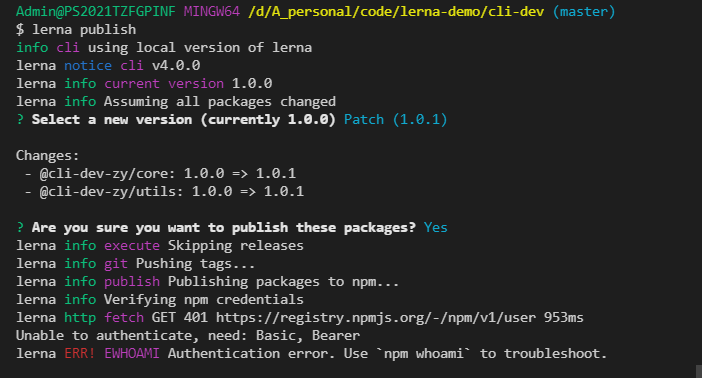 Admin@PS2021TZFGPINF MINGW64 /d/A_personal/code/lerna-demo/cli-dev (master)
$ lerna publish
info cli using local version of lerna
lerna notice cli v4.0.0
lerna info current version 1.0.0
lerna info Assuming all packages changed
? Select a new version (currently 1.0.0) Patch (1.0.1)
Changes:
- @cli-dev-zy/core: 1.0.0 => 1.0.1
- @cli-dev-zy/utils: 1.0.0 => 1.0.1
? Are you sure you want to publish these packages? Yes
lerna info execute Skipping releases
lerna info git Pushing tags...
lerna info publish Publishing packages to npm...
lerna info Verifying npm credentials
lerna http fetch GET 401 https://registry.npmjs.org/-/npm/v1/user 953ms
Unable to authenticate, need: Basic, Bearer
lerna ERR! EWHOAMI Authentication error. Use `npm whoami` to troubleshoot.